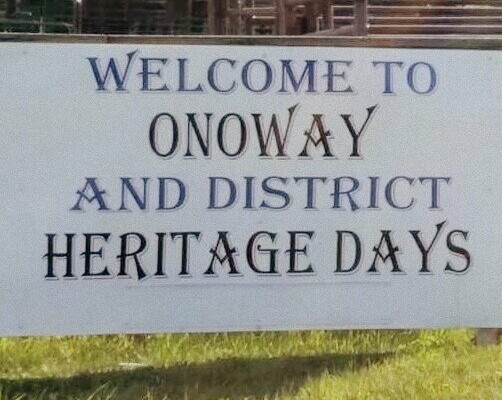 WELCOME TO
ONOWAY
AND DISTRICT
HERITAGE DAYS